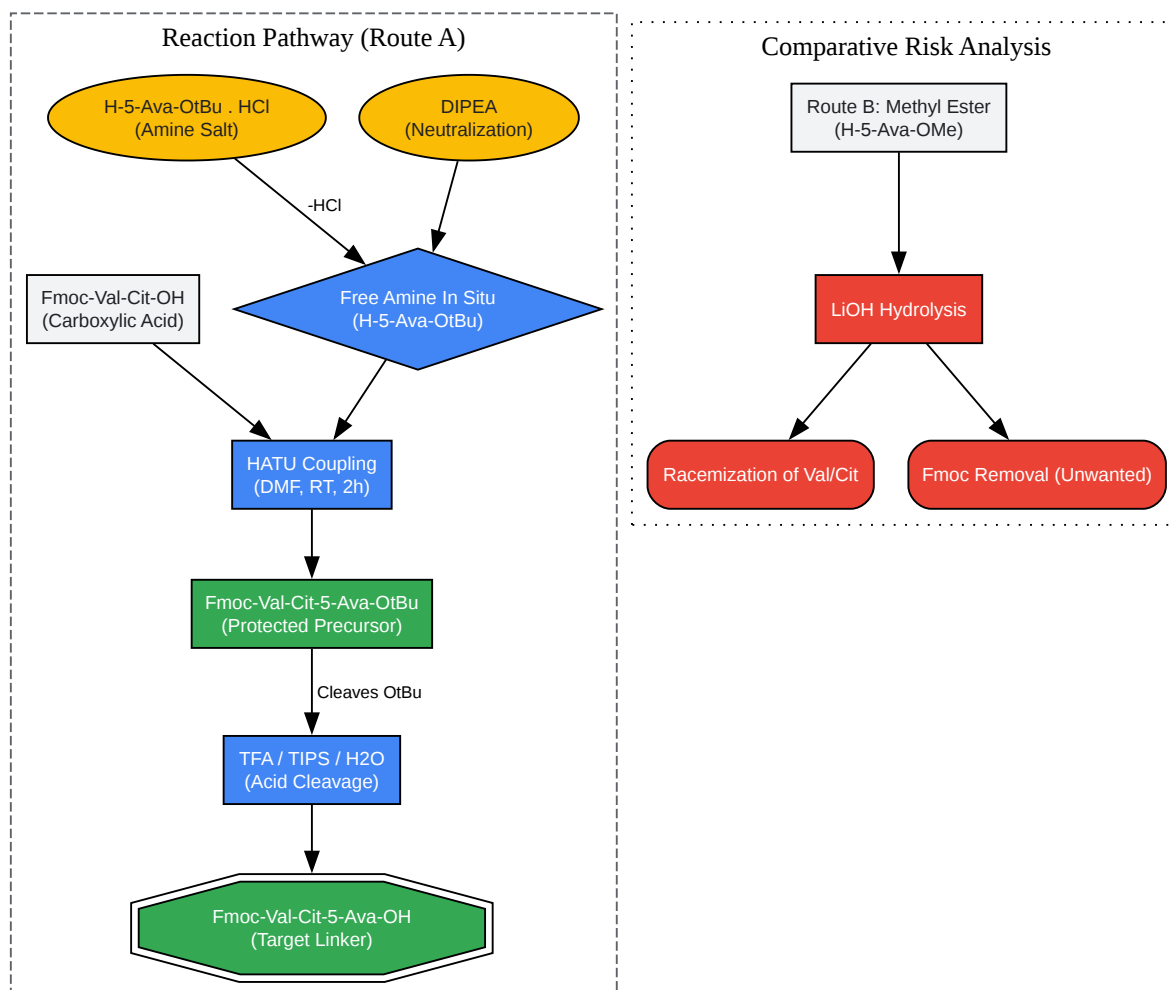 Reaction Pathway (Route A)
H-5-Ava-OtBu . HCl
(Amine Salt)
DIPEA
(Neutralization)
-HCl
Fmoc-Val-Cit-OH
(Carboxylic Acid)
Free Amine In Situ
(H-5-Ava-OtBu)
HATU Coupling
(DMF, RT, 2h)
Fmoc-Val-Cit-5-Ava-OtBu
(Protected Precursor)
Cleaves OtBu
TFA / TIPS / H2O
(Acid Cleavage)
Fmoc-Val-Cit-5-Ava-OH
(Target Linker)
Comparative Risk Analysis
Route B: Methyl Ester
(H-5-Ava-OMe)
LiOH Hydrolysis
Racemization of Val/Cit
Fmoc Removal (Unwanted)